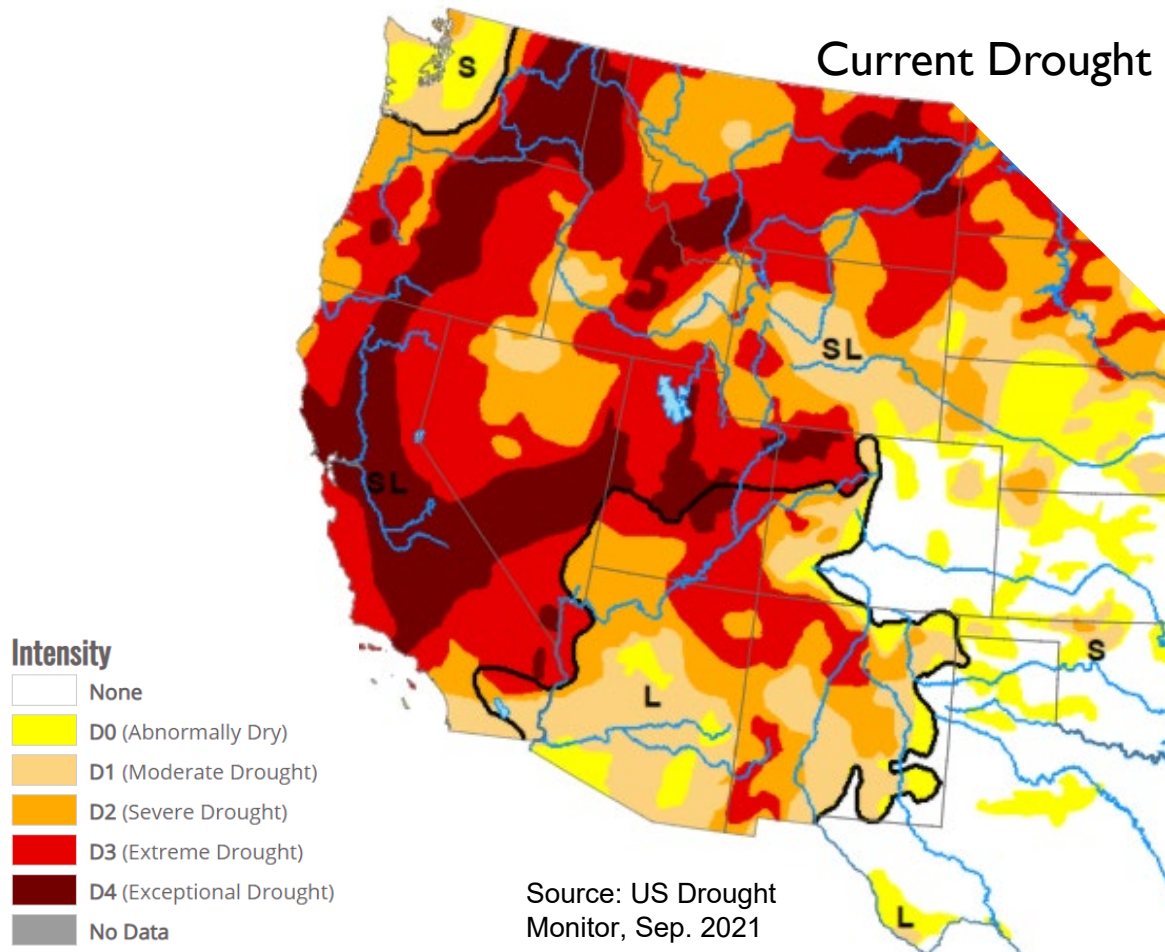 Current Drought
S
SL
SL
L
S
L
Intensity
None
D0 (Abnormally Dry)
D1 (Moderate Drought)
D2 (Severe Drought)
D3 (Extreme Drought)
D4 (Exceptional Drought)
No Data
Source: US Drought
Monitor, Sep. 2021